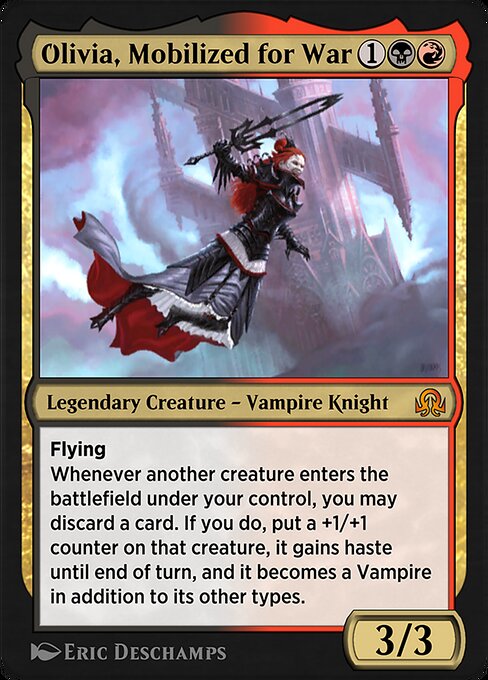 Olivia, Mobilized for War 1
Legendary Creature – Vampire Knight
Flying
Whenever another creature enters the
battlefield under your control, you may
discard a card. If you do, put a +1/+1
counter on that creature, it gains haste
until end of turn, and it becomes a Vampire
in addition to its other types.
3/3
Eric Deschamps